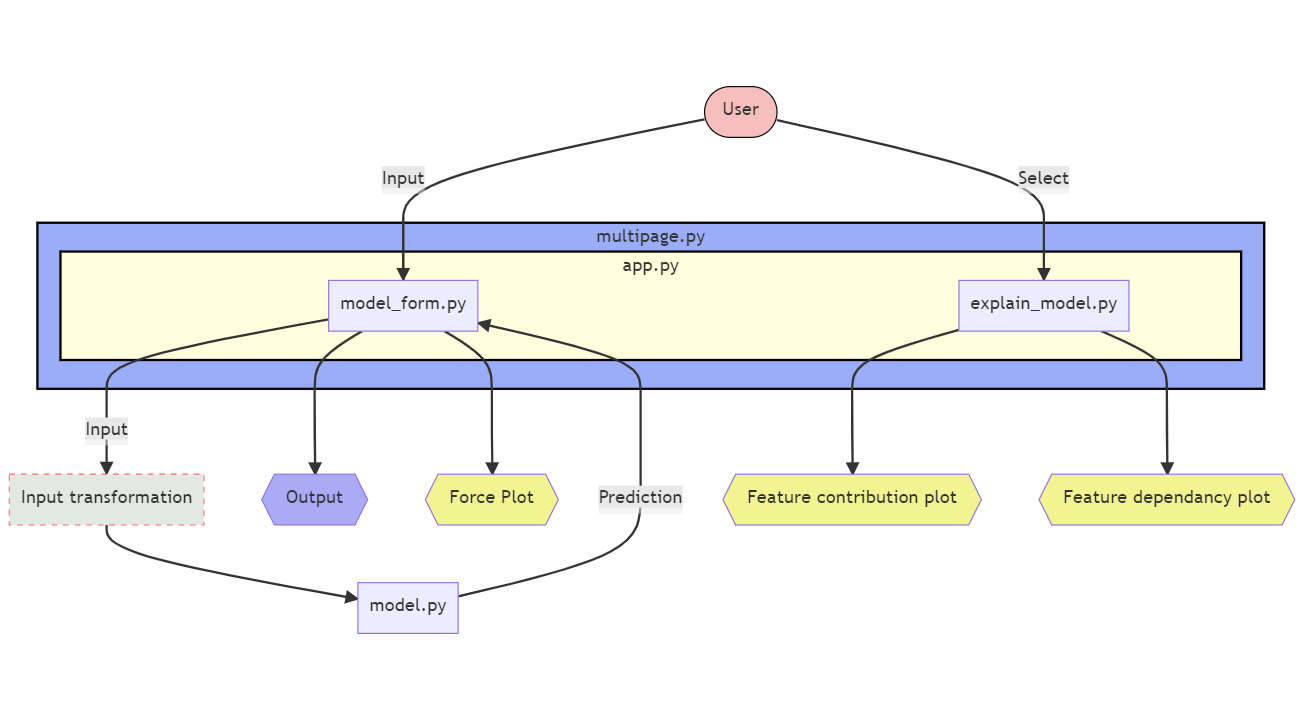 User
Input
Select
multipage.py
app.py
model_form.py
explain_model.py
Input
Input transformation
Output
Force Plot
Prediction
Feature contribution plot
Feature dependancy plot
model.py